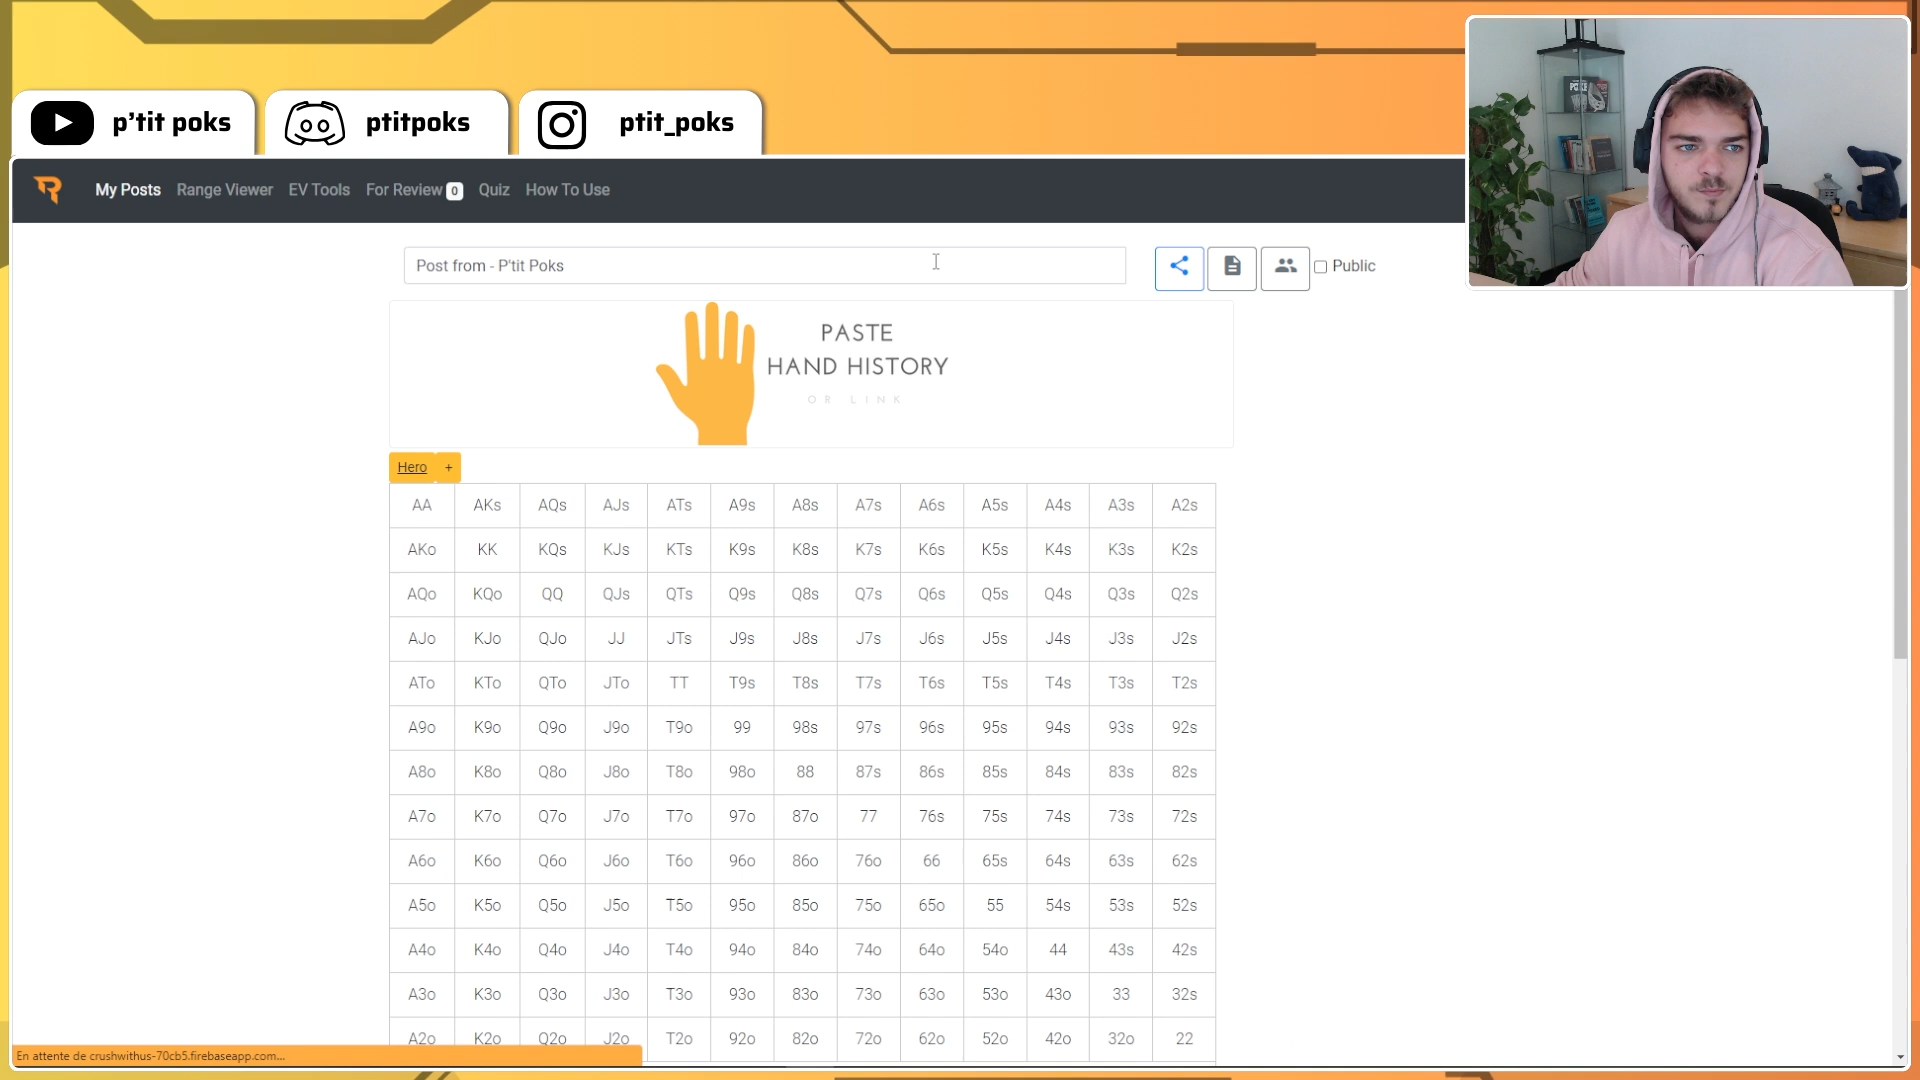 p'tit poks
ptitpoks
ptit_poks
My Posts Range Viewer EV Tools For Review 0 Quiz How To Use
Post from - P'tit Poks
Public
PASTE
HAND HISTORY
OR LINK
Hero +
AA AKs AQs AJs ATs A9s A8s A7s A6s A5s A4s A3s A2s
AKo KK KQs KJs KTs K9s K8s K7s K6s K5s K4s K3s K2s
AQo KQo QQ QJs QTs Q9s Q8s Q7s Q6s Q5s Q4s Q3s Q2s
AJo KJo QJo JJ JTs J9s J8s J7s J6s J5s J4s J3s J2s
ATo KTo QTo JTo TT T9s T8s T7s T6s T5s T4s T3s T2s
A9o K9o Q9o J9o T9o 99 98s 97s 96s 95s 94s 93s 92s
A8o K8o Q8o J8o T8o 98o 88 87s 86s 85s 84s 83s 82s
A7o K7o Q7o J7o T7o 97o 87o 77 76s 75s 74s 73s 72s
A6o K6o Q6o J6o T6o 96o 86o 76o 66 65s 64s 63s 62s
A5o K5o Q5o J5o T5o 95o 85o 75o 65o 55 54s 53s 52s
A4o K4o Q4o J4o T4o 94o 84o 74o 64o 54o 44 43s 42s
A3o K3o Q3o J3o T3o 93o 83o 73o 63o 53o 43o 33 32s
A2o K2o Q2o J2o T2o 92o 82o 72o 62o 52o 42o 32o 22
En attente de crushwithus-70cb5.firebaseapp.com...